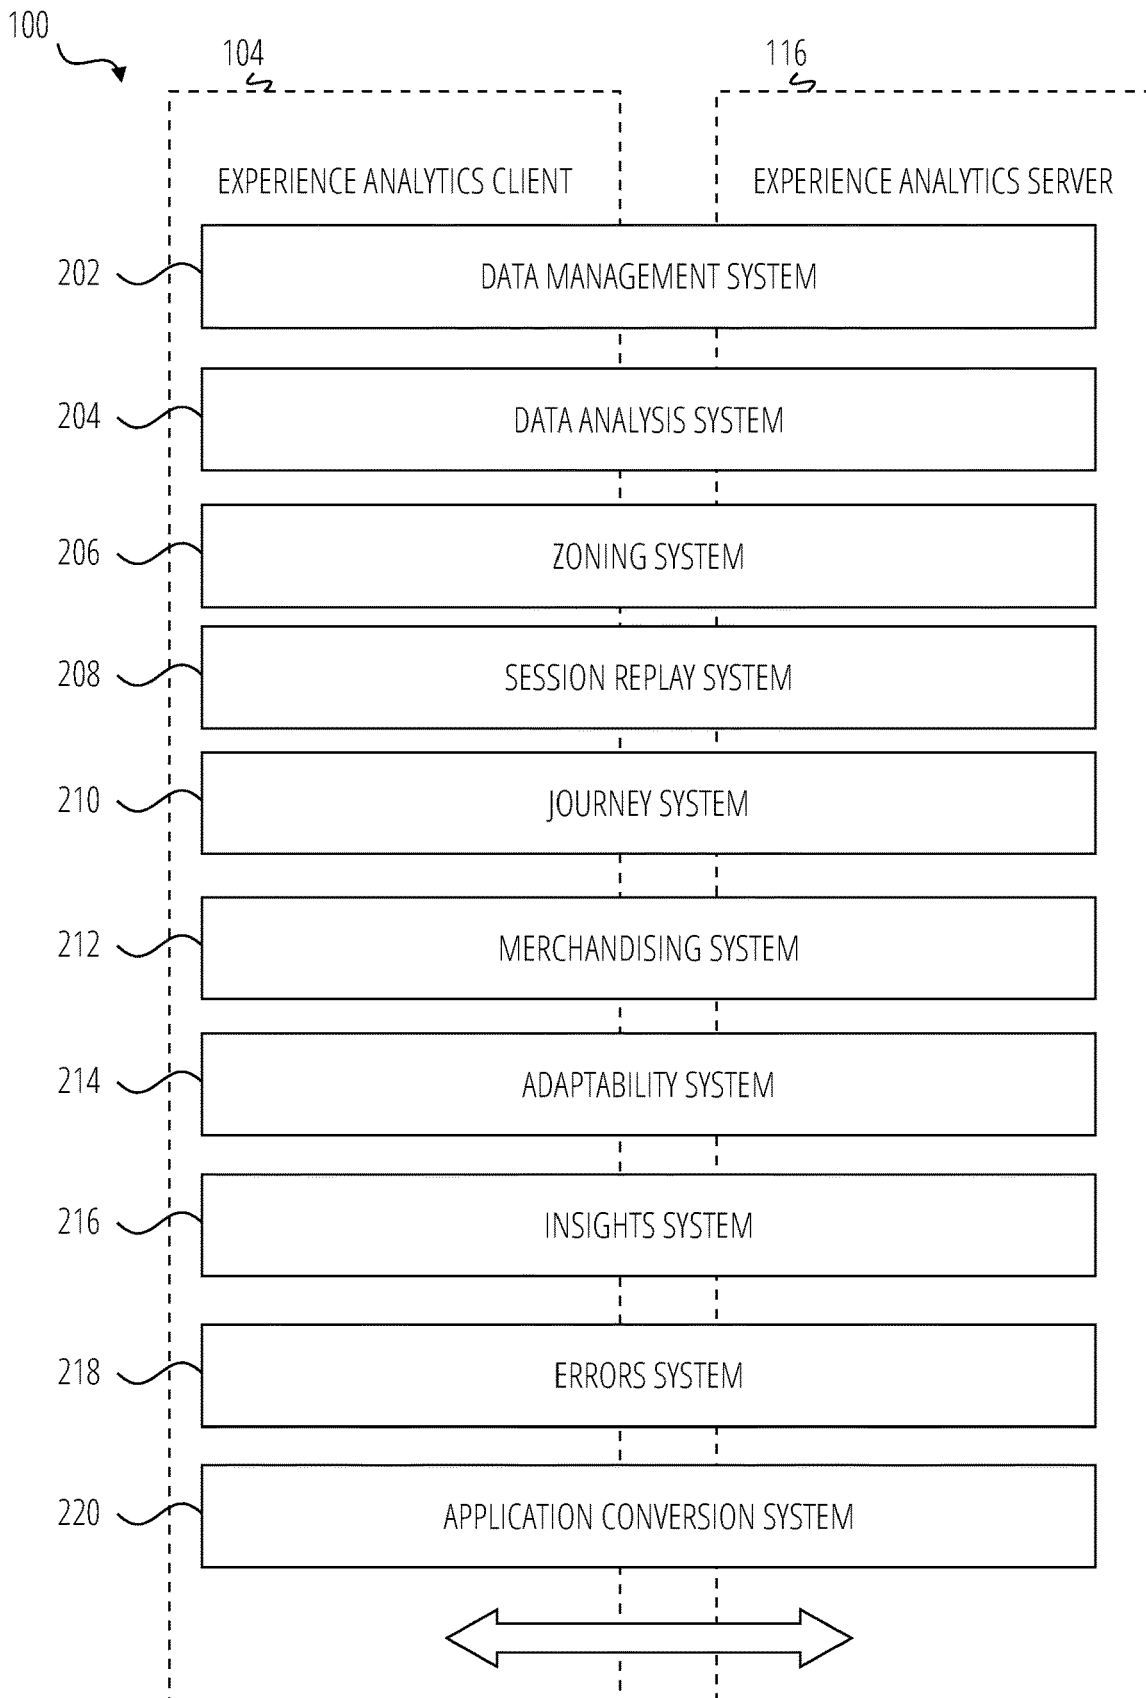 100
104
116
EXPERIENCE ANALYTICS CLIENT
EXPERIENCE ANALYTICS SERVER
202
DATA MANAGEMENT SYSTEM
204
DATA ANALYSIS SYSTEM
206
ZONING SYSTEM
208
SESSION REPLAY SYSTEM
210
JOURNEY SYSTEM
212
MERCHANDISING SYSTEM
214
ADAPTABILITY SYSTEM
216
INSIGHTS SYSTEM
218
ERRORS SYSTEM
220
APPLICATION CONVERSION SYSTEM